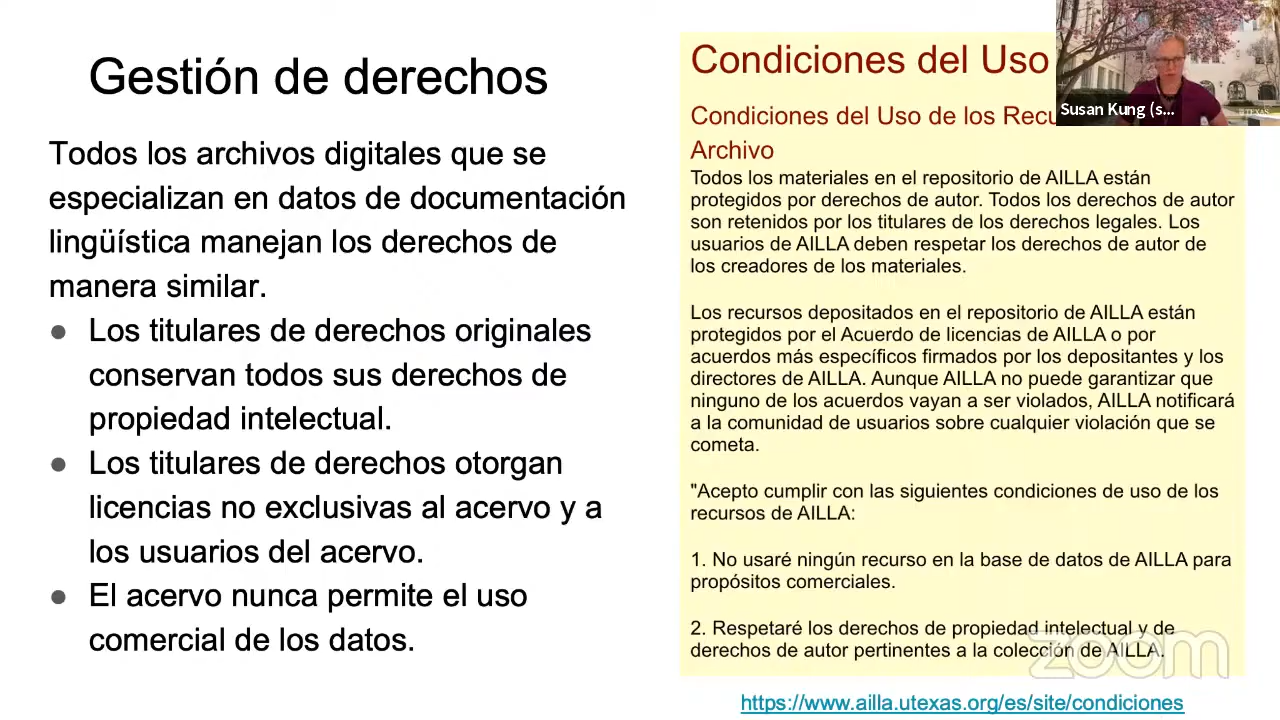 Gestión de derechos
Todos los archivos digitales que se
especializan en datos de documentación
lingüística manejan los derechos de
manera similar.
● Los titulares de derechos originales
conservan todos sus derechos de
propiedad intelectual.
● Los titulares de derechos otorgan
licencias no exclusivas al acervo y a
los usuarios del acervo.
● El acervo nunca permite el uso
comercial de los datos.
Condiciones del Uso
Condiciones del Uso de los
Archivo
Todos los materiales en el repositorio de AILLA están
protegidos por derechos de autor. Todos los derechos de autor
son retenidos por los titulares de los derechos legales. Los
usuarios de AILLA deben respetar los derechos de autor de
los creadores de los materiales.
Los recursos depositados en el repositorio de AILLA están
protegidos por el Acuerdo de licencias de AILLA o por
acuerdos más específicos firmados por los depositantes y los
directores de AILLA. Aunque AILLA no puede garantizar que
ninguno de los acuerdos vayan a ser violados, AILLA notificará
a la comunidad de usuarios sobre cualquier violación que se
cometa.
"Acepto cumplir con las siguientes condiciones de uso de los
recursos de AILLA:
1. No usaré ningún recurso en la base de datos de AILLA para
propósitos comerciales.
2. Respetaré los derechos de propiedad intelectual y de
derechos de autor pertinentes a la colección de AILLA.
https://www.ailla.utexas.org/es/site/condiciones
Susan Kung (s...
TEXAS
zoom